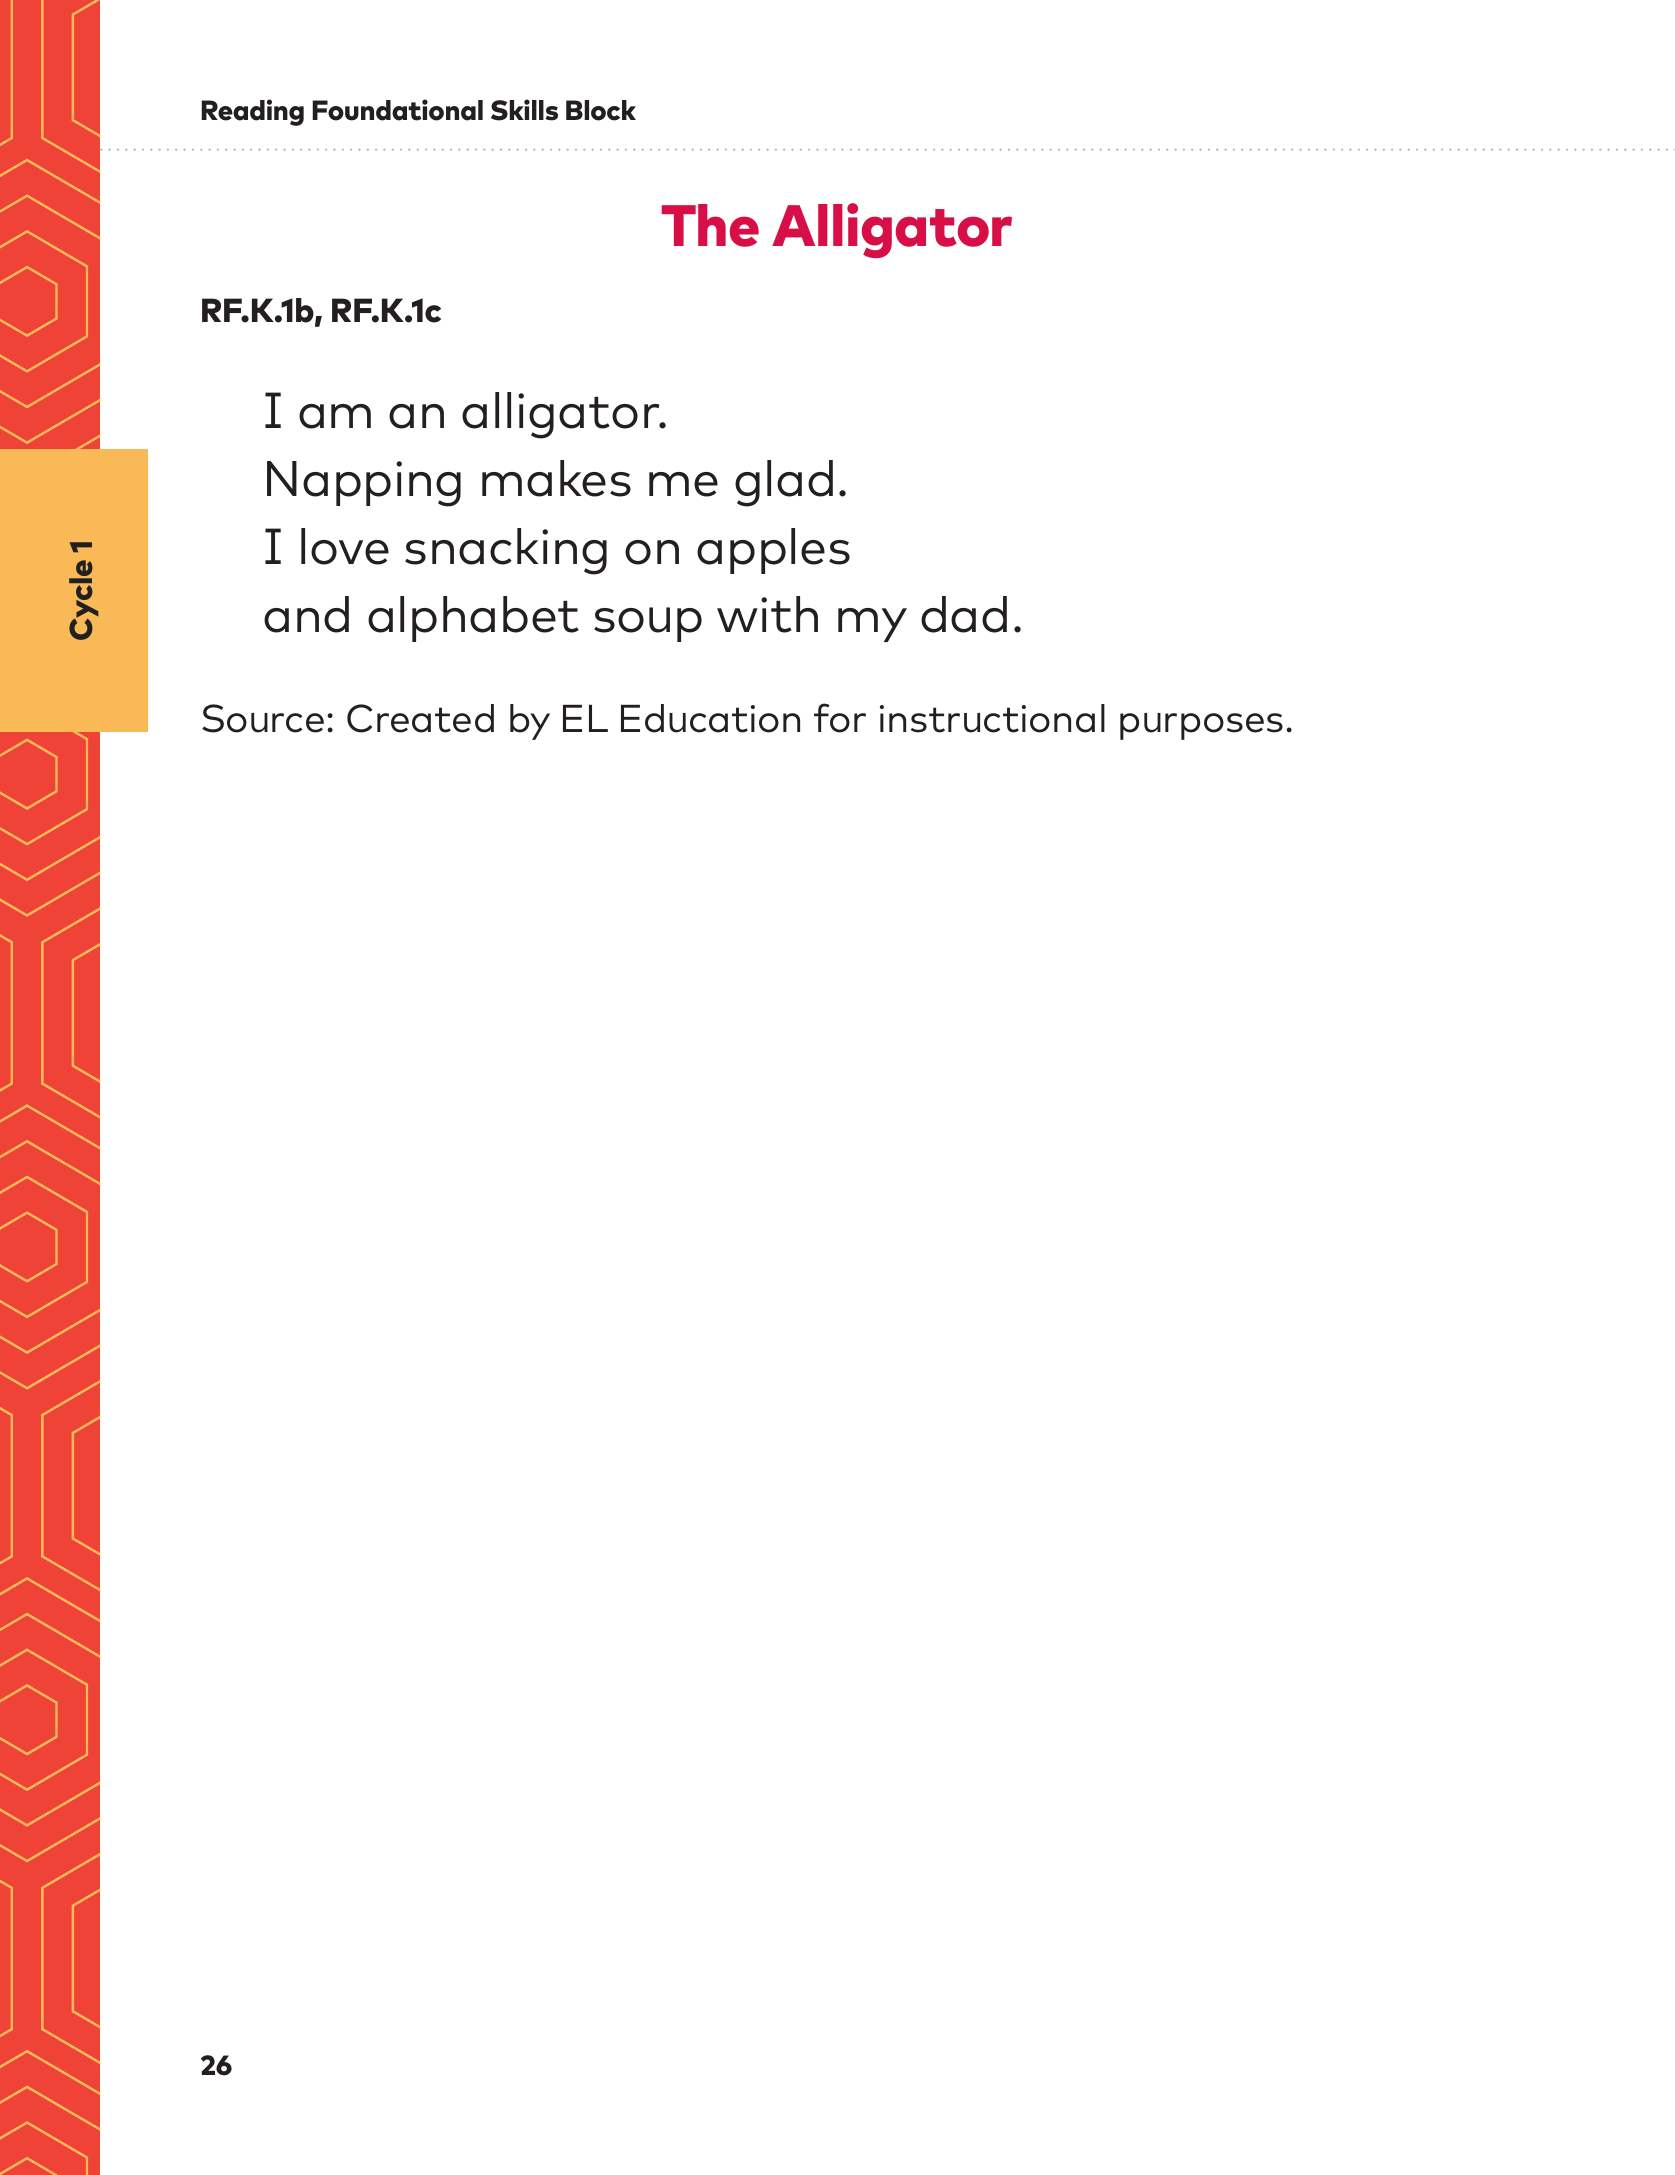 Reading Foundational Skills Block
The Alligator
RF.K.1b, RF.K.1c
I am an alligator.
Napping makes me glad.
I love snacking on apples
and alphabet soup with my dad.
Cycle 1
Source: Created by EL Education for instructional purposes.
26